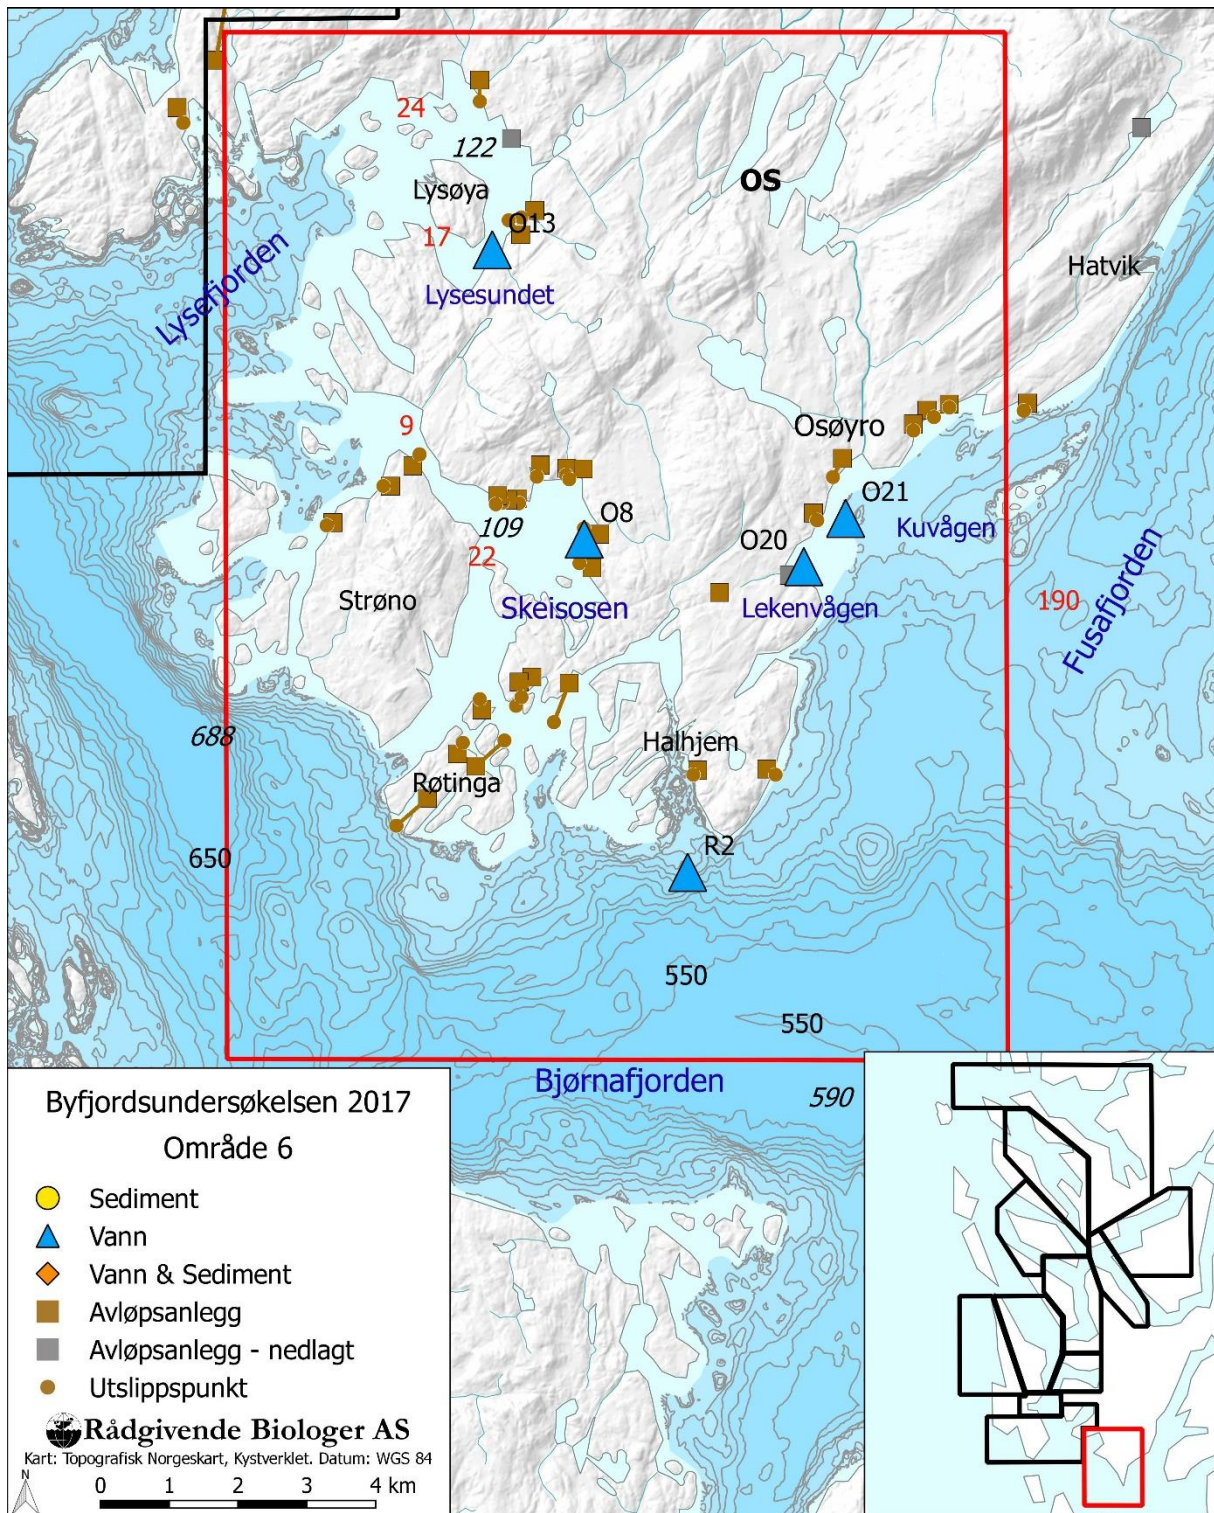 24
122
OS
Lysøya
O13
17
Hatvik
Lysefjorden
Lysesundet
9
Osøyro
O21
O8
109
Kuvågen
O20
22
Strøno
Skeisosen
Lekenvågen
190
Fusafjorden
688
Halhjem
Røtinga
R2
650
550
550
Bjørnafjorden
590
Byfjordsundersøkelsen 2017
Område 6
Sediment
Vann
Vann & Sediment
Avløpsanlegg
Avløpsanlegg - nedlagt
Utslippspunkt
Rådgivende Biologer AS
Kart: Topografisk Norgeskart, Kystverklet. Datum: WGS 84
N
0 1 2 3 4 km